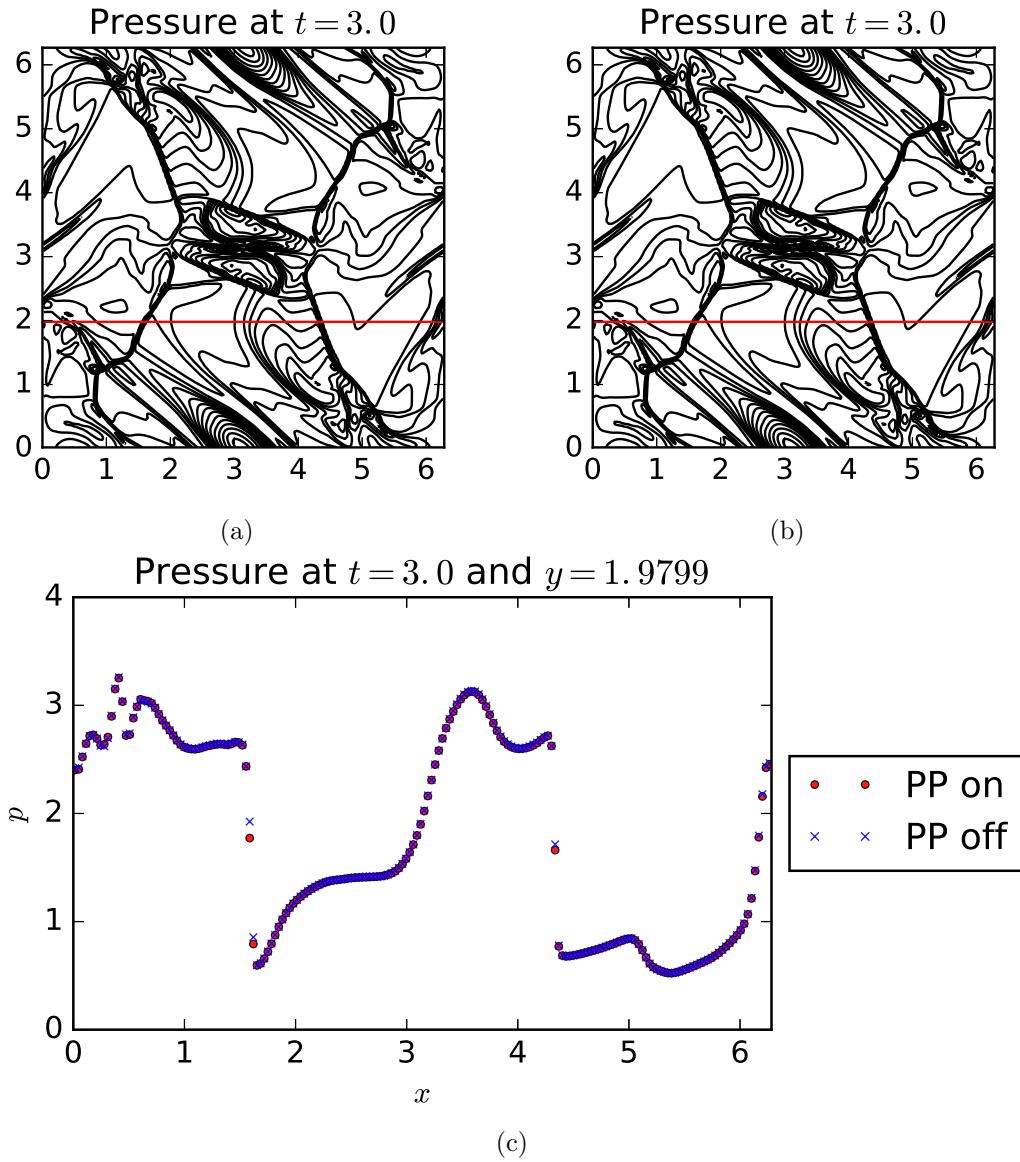 Pressure at t = 3.0
6
5
4
3
2
1
0
0 1 2 3 4 5 6
(a)
Pressure at t = 3.0
6
5
4
3
2
1
0
0 1 2 3 4 5 6
(b)
Pressure at t = 3.0 and y = 1.9799
4
3
2
1
0
p
0 1 2 3 4 5 6
x
PP on
PP off
(c)